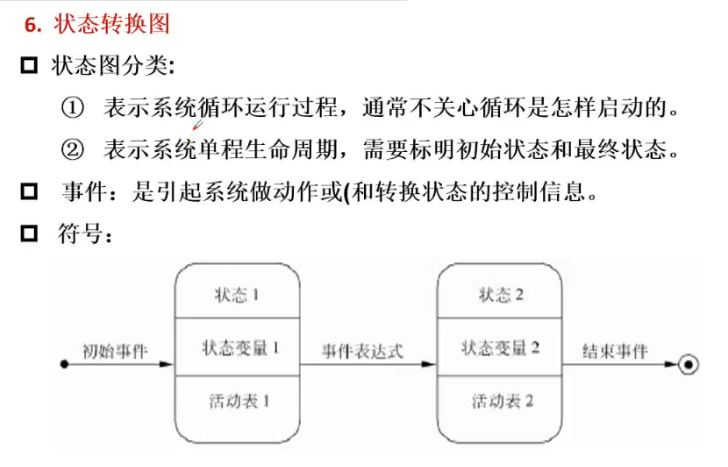 6. 状态转换图
状态图分类:
① 表示系统循环运行过程，通常不关心循环是怎样启动的。
② 表示系统单程生命周期，需要标明初始状态和最终状态。
事件：是引起系统做动作或(和转换状态的控制信息。
符号：
状态 1
状态 2
初始事件
状态变量 1
事件表达式
状态变量 2
结束事件
活动表 1
活动表 2